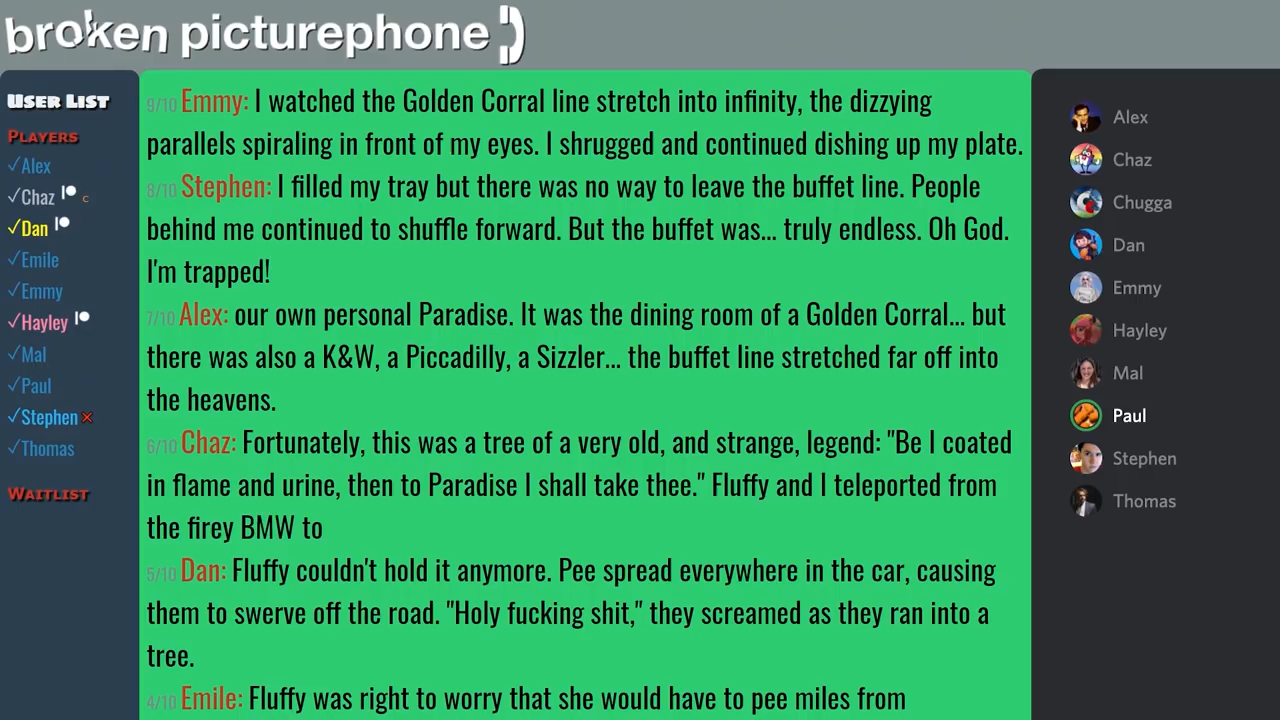 broken picturephone
User List
Players
✓Alex
✓Chaz c
✓Dan
✓Emile
✓Emmy
✓Hayley
✓Mal
✓Paul
✓Stephen ✕
✓Thomas
Waitlist
9/10 Emmy: I watched the Golden Corral line stretch into infinity, the dizzying
parallels spiraling in front of my eyes. I shrugged and continued dishing up my plate.
8/10 Stephen: I filled my tray but there was no way to leave the buffet line. People
behind me continued to shuffle forward. But the buffet was... truly endless. Oh God.
I'm trapped!
7/10 Alex: our own personal Paradise. It was the dining room of a Golden Corral... but
there was also a K&W, a Piccadilly, a Sizzler... the buffet line stretched far off into
the heavens.
6/10 Chaz: Fortunately, this was a tree of a very old, and strange, legend: "Be I coated
in flame and urine, then to Paradise I shall take thee." Fluffy and I teleported from
the firey BMW to
5/10 Dan: Fluffy couldn't hold it anymore. Pee spread everywhere in the car, causing
them to swerve off the road. "Holy fucking shit," they screamed as they ran into a
tree.
4/10 Emile: Fluffy was right to worry that she would have to pee miles from
Alex
Chaz
Chugga
Dan
Emmy
Hayley
Mal
Paul
Stephen
Thomas